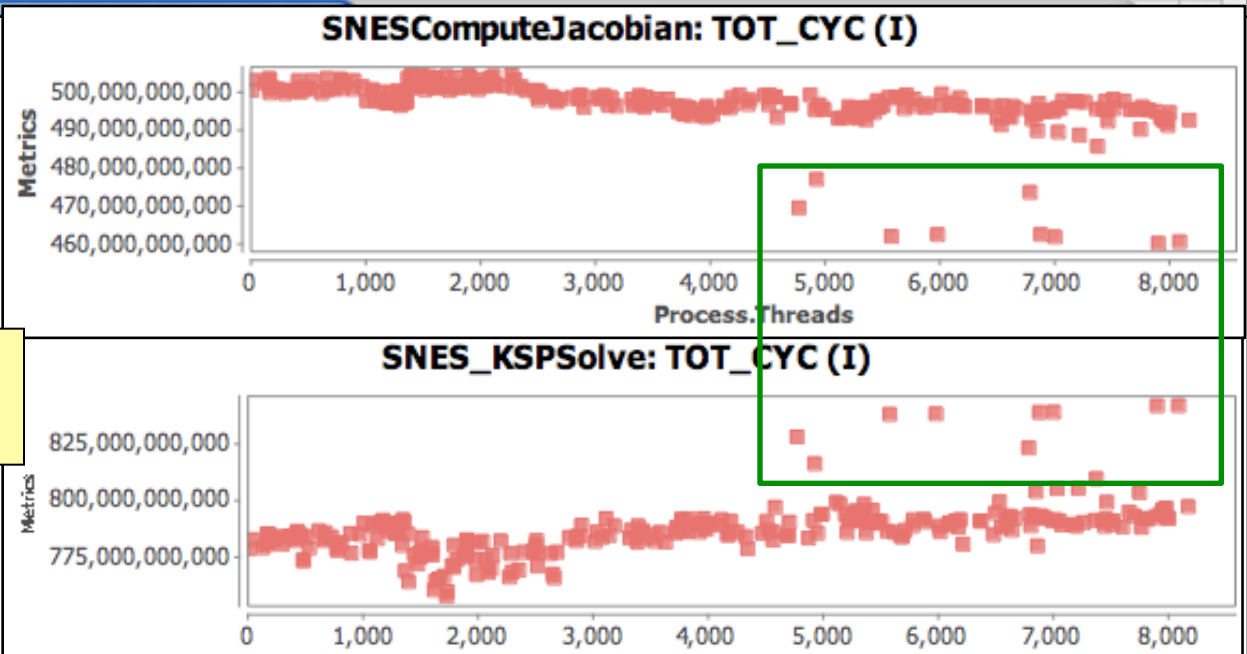 SNESComputeJacobian: TOT_CYC (I)
Metrics
500,000,000,000
490,000,000,000
480,000,000,000
470,000,000,000
460,000,000,000
0 1,000 2,000 3,000 4,000 5,000 6,000 7,000 8,000
Process.Threads
SNES_KSPSolve: TOT_CYC (I)
Metrics
825,000,000,000
800,000,000,000
775,000,000,000
0 1,000 2,000 3,000 4,000 5,000 6,000 7,000 8,000